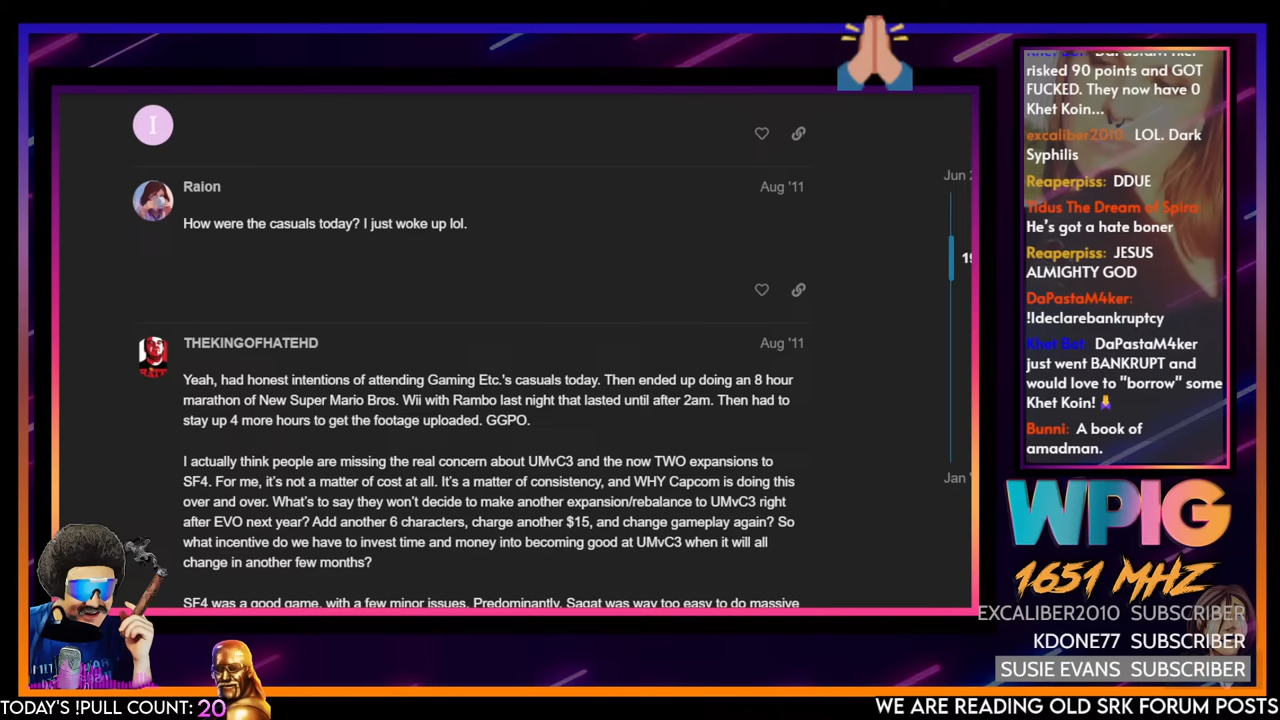 I
Raion
Aug '11
How were the casuals today? I just woke up lol.
THEKINGOFHATEHD
Aug '11
Yeah, had honest intentions of attending Gaming Etc.'s casuals today. Then ended up doing an 8 hour
marathon of New Super Mario Bros. Wii with Rambo last night that lasted until after 2am. Then had to
stay up 4 more hours to get the footage uploaded. GGPO.
I actually think people are missing the real concern about UMvC3 and the now TWO expansions to
SF4. For me, it's not a matter of cost at all. It's a matter of consistency, and WHY Capcom is doing this
over and over. What's to say they won't decide to make another expansion/rebalance to UMvC3 right
after EVO next year? Add another 6 characters, charge another $15, and change gameplay again? So
what incentive do we have to invest time and money into becoming good at UMvC3 when it will all
change in another few months?
SF4 was a good game, with a few minor issues. Predominantly, Sagat was way too easy to do massive
Jun 2
19
Jan '
HATE
Khet Bot: DaPastaM4ker
risked 90 points and GOT
FUCKED. They now have 0
Khet Koin...
excaliber2010: LOL. Dark
Syphilis
Reaperpiss: DDUE
Tidus The Dream of Spira:
He's got a hate boner
Reaperpiss: JESUS
ALMIGHTY GOD
DaPastaM4ker:
!Ideclarebankruptcy
Khet Bot: DaPastaM4ker
just went BANKRUPT and
would love to "borrow" some
Khet Koin!
Bunni: A book of
amadman.
WPIG
1651 MHZ
EXCALIBER2010 SUBSCRIBER
KDONE77 SUBSCRIBER
SUSIE EVANS SUBSCRIBER
TODAY'S !PULL COUNT: 20
WE ARE READING OLD SRK FORUM POSTS